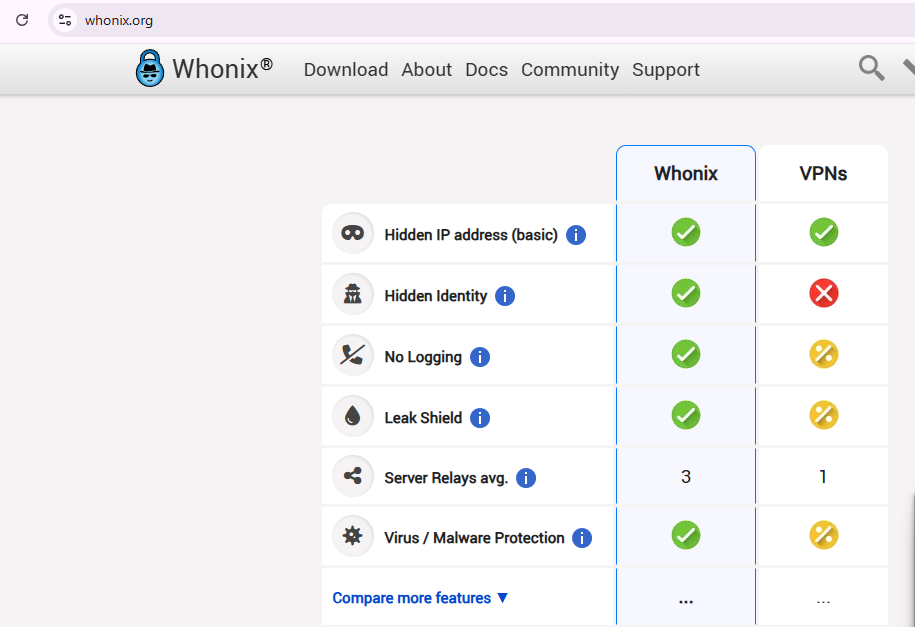 whonix.org
Whonix® Download About Docs Community Support
Whonix VPNs
Hidden IP address (basic) i
Hidden Identity i
No Logging i
Leak Shield i
Server Relays avg. i 3 1
Virus / Malware Protection i
Compare more features ▼ ... ...